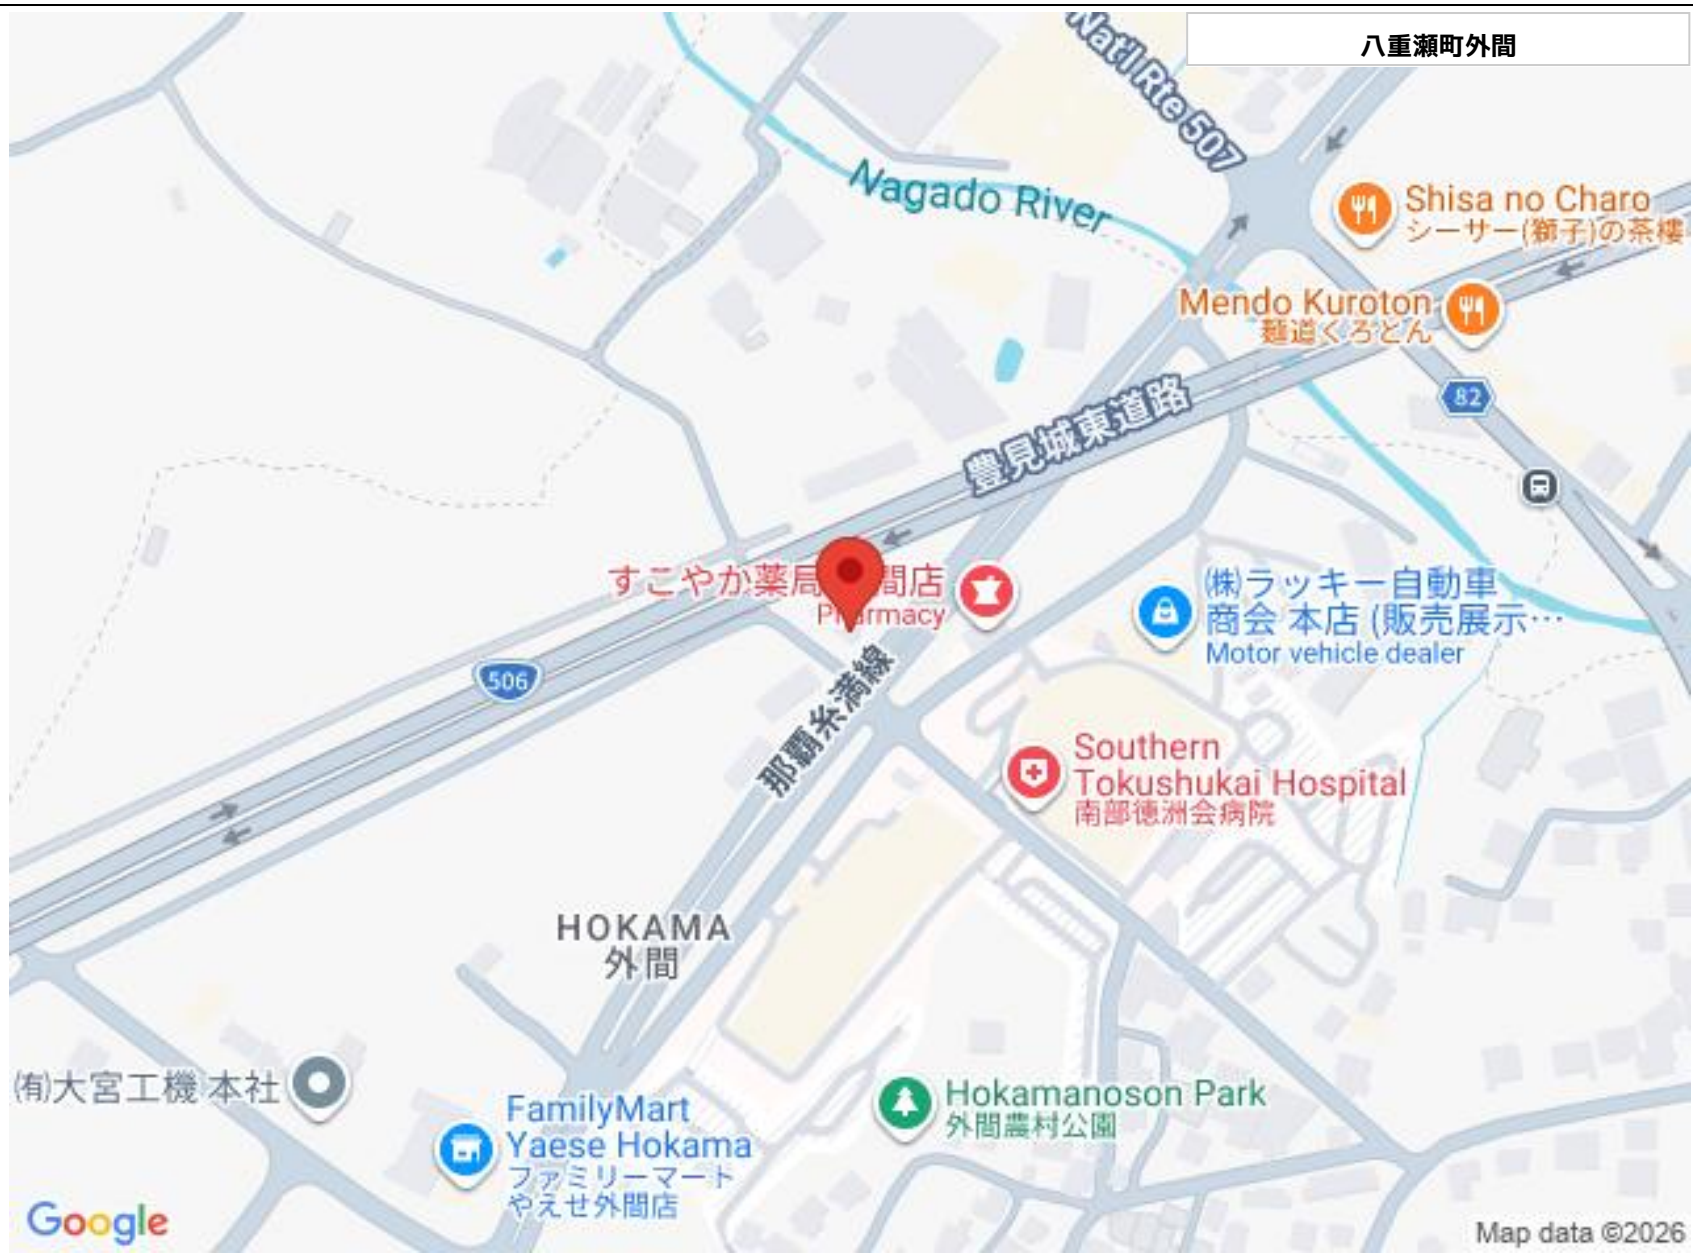 八重瀬町外間
Nat'l Rte 507
Nagado River
Shisa no Charo
シーサー(獅子)の茶樓
Mendo Kuroton
麺道くろとん
82
豊見城東道路
すこやか薬局 間店
Pharmacy
㈱ラッキー自動車
商会 本店 (販売展示…
Motor vehicle dealer
506
那覇糸満線
Southern
Tokushukai Hospital
南部徳洲会病院
HOKAMA
外間
㈲大宮工機 本社
FamilyMart
Yaese Hokama
ファミリーマート
やえせ外間店
Hokamanoson Park
外間農村公園
Google
Map data ©2026